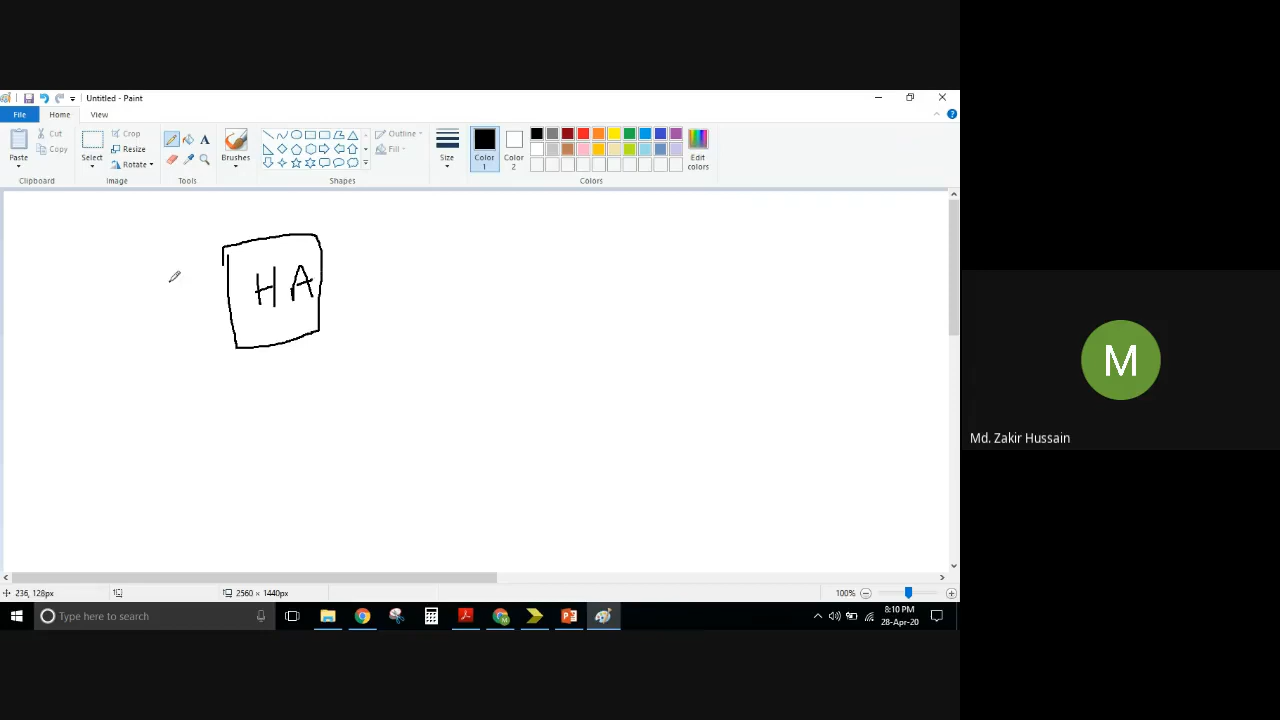 Untitled - Paint
File Home View
Cut
Copy
Paste
Clipboard
Select
Crop
Resize
Rotate
Image
Tools
Brushes
Shapes
Outline
Fill
Size
Color 1
Color 2
Edit colors
Colors
HA
M
Md. Zakir Hussain
236, 128px
2560 × 1440px
100%
Type here to search
8:10 PM
28-Apr-20